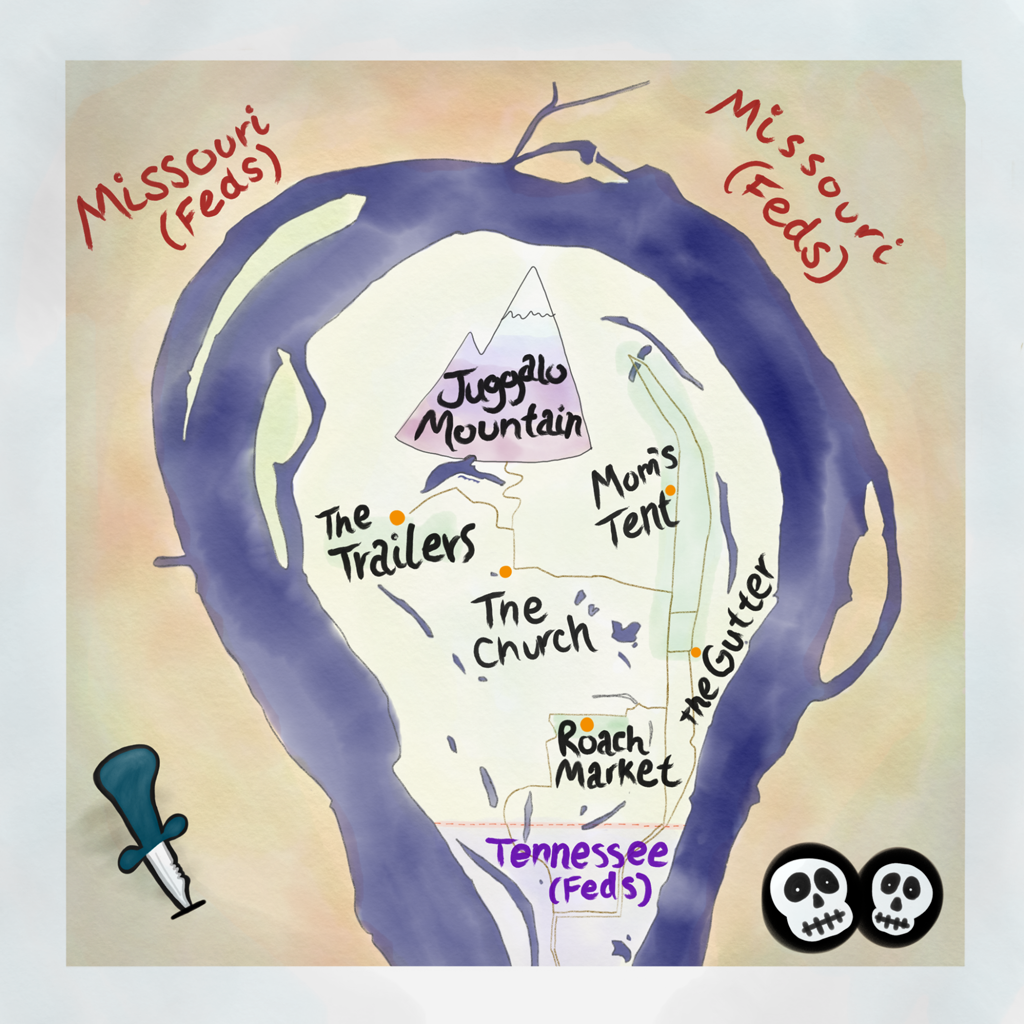 Missouri
(Feds)
Missouri
(Feds)
Juggalo
Mountain
Mom's
Tent
The
Trailers
The
Church
the Gutter
Roach
Market
Tennessee
(Feds)